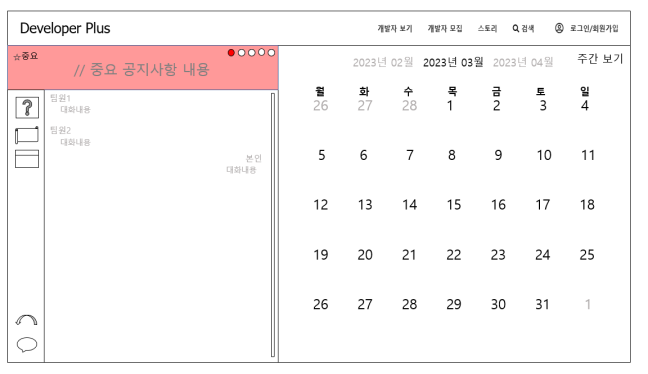 Developer Plus
개발자 보기 개발자 모집 스토리 검색 로그인/회원가입
☆중요
// 중요 공지사항 내용
2023년 02월 2023년 03월 2023년 04월 주간 보기
팀원1
대화내용
팀원2
대화내용
본인
대화내용
?
월 화 수 목 금 토 일
26 27 28 1 2 3 4
5 6 7 8 9 10 11
12 13 14 15 16 17 18
19 20 21 22 23 24 25
26 27 28 29 30 31 1